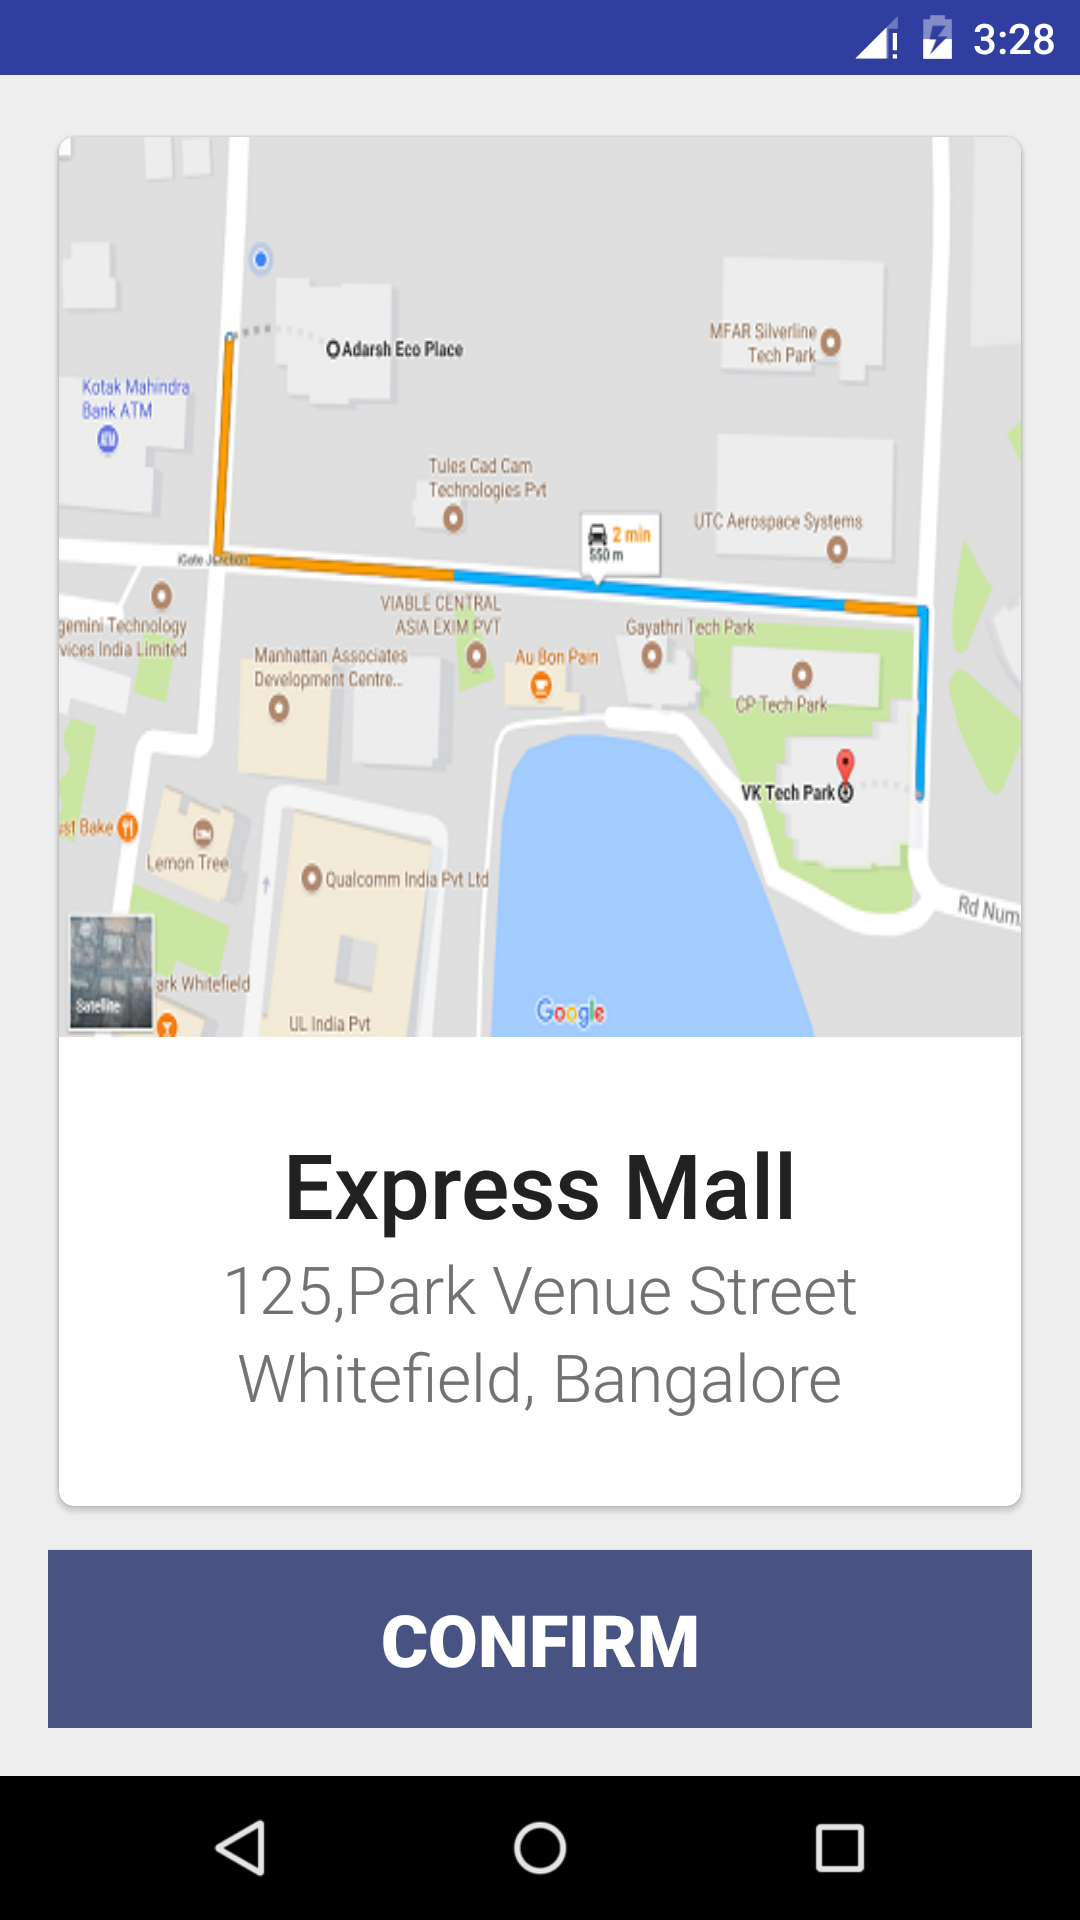 3:28
Adarsh Eco Place
MFAR Silverline
Tech Park
Kotak Mahindra
Bank ATM
Tules Cad Cam
Technologies Pvt
2 min
550 m
UTC Aerospace Systems
iGate Junction
VIABLE CENTRAL
ASIA EXIM PVT
gemini Technology
vices India Limited
Gayathri Tech Park
Manhattan Associates
Development Centre...
Au Bon Pain
CP Tech Park
VK Tech Park
ust Bake
Lemon Tree
Qualcomm India Pvt Ltd
Rd Num
ark Whitefield
Satellite
Google
UL India Pvt
Express Mall
125,Park Venue Street
Whitefield, Bangalore
CONFIRM